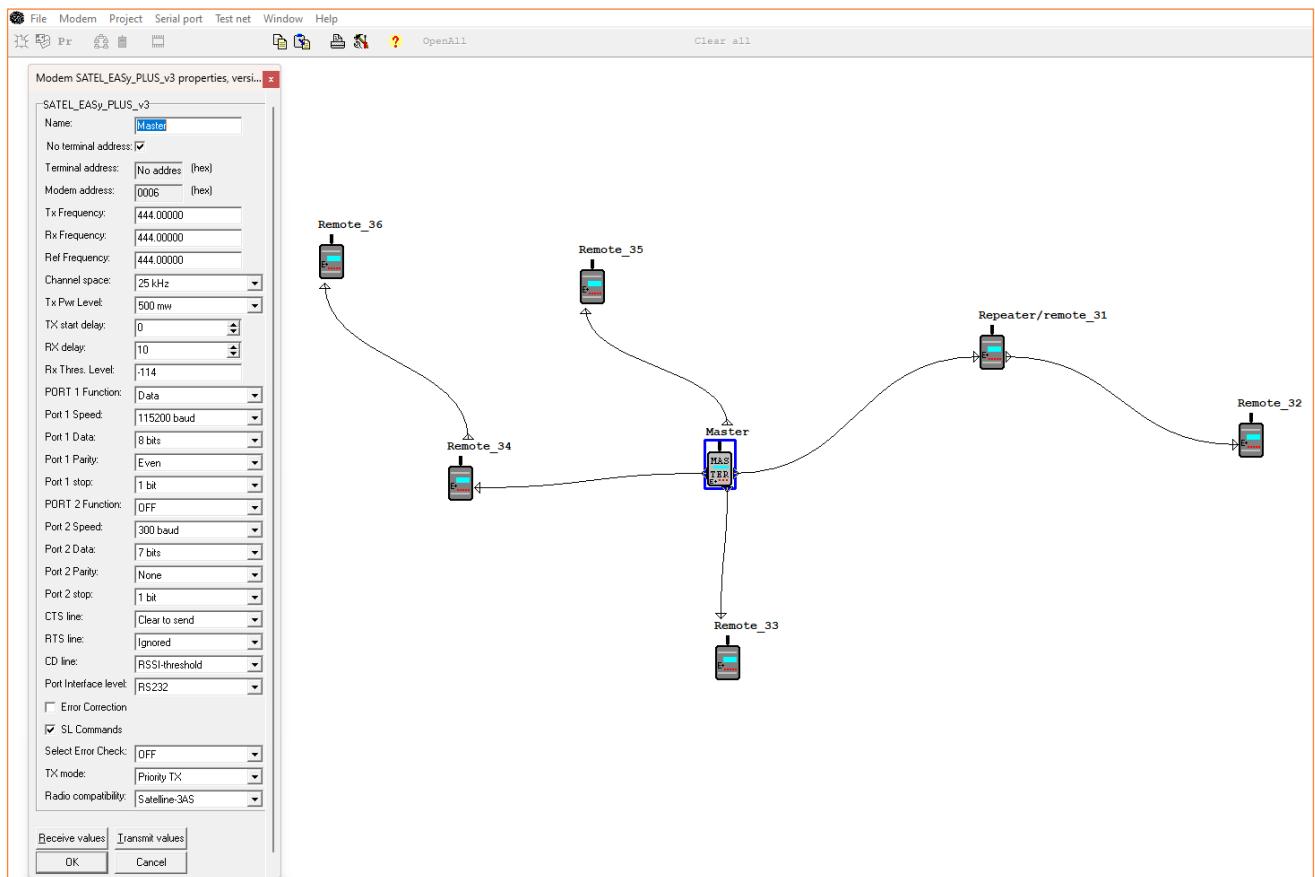 File Modem Project Serial port Test net Window Help
Pr ? OpenAll Clear all
Modem SATEL_EASy_PLUS_v3 properties, versi... x
SATEL_EASy_PLUS_v3
Name: Master
No terminal address:
Terminal address: No addres (hex)
Modem address: 0006 (hex)
Tx Frequency: 444.00000
Rx Frequency: 444.00000
Ref Frequency: 444.00000
Channel space: 25 kHz
Tx Pwr Level: 500 mw
TX start delay: 0
RX delay: 10
Rx Thres. Level: -114
PORT 1 Function: Data
Port 1 Speed: 115200 baud
Port 1 Data: 8 bits
Port 1 Parity: Even
Port 1 stop: 1 bit
PORT 2 Function: OFF
Port 2 Speed: 300 baud
Port 2 Data: 7 bits
Port 2 Parity: None
Port 2 stop: 1 bit
CTS line: Clear to send
RTS line: Ignored
CD line: RSSI-threshold
Port Interface level: RS232
Error Correction
SL Commands
Select Error Check: OFF
TX mode: Priority TX
Radio compatibility: Satelline-3AS
Receive values Transmit values
OK Cancel
Remote_36
Remote_35
Repeater/remote_31
Remote_32
Master
MAS
TER
Remote_34
Remote_33